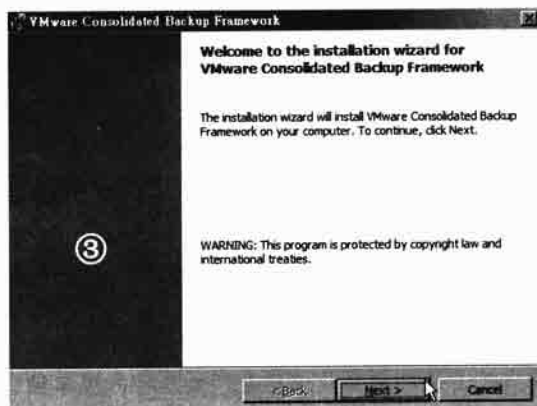 VMware Consolidated Backup Framework
Welcome to the installation wizard for
VMware Consolidated Backup Framework
The installation wizard will install VMware Consolidated Backup
Framework on your computer. To continue, click Next.
③
WARNING: This program is protected by copyright law and
international treaties.
<Back
Next >
Cancel